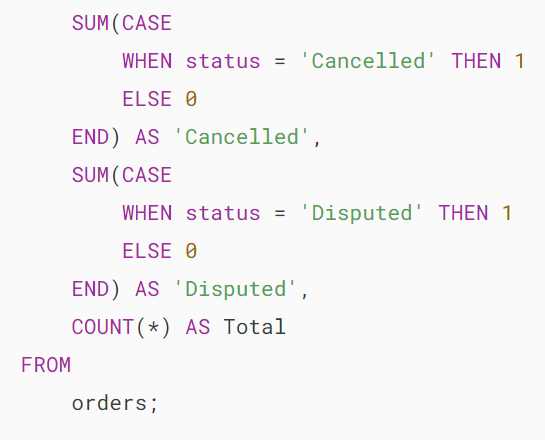 SUM(CASE
WHEN status = 'Cancelled' THEN 1
ELSE 0
END) AS 'Cancelled',
SUM(CASE
WHEN status = 'Disputed' THEN 1
ELSE 0
END) AS 'Disputed',
COUNT(*) AS Total
FROM
orders;